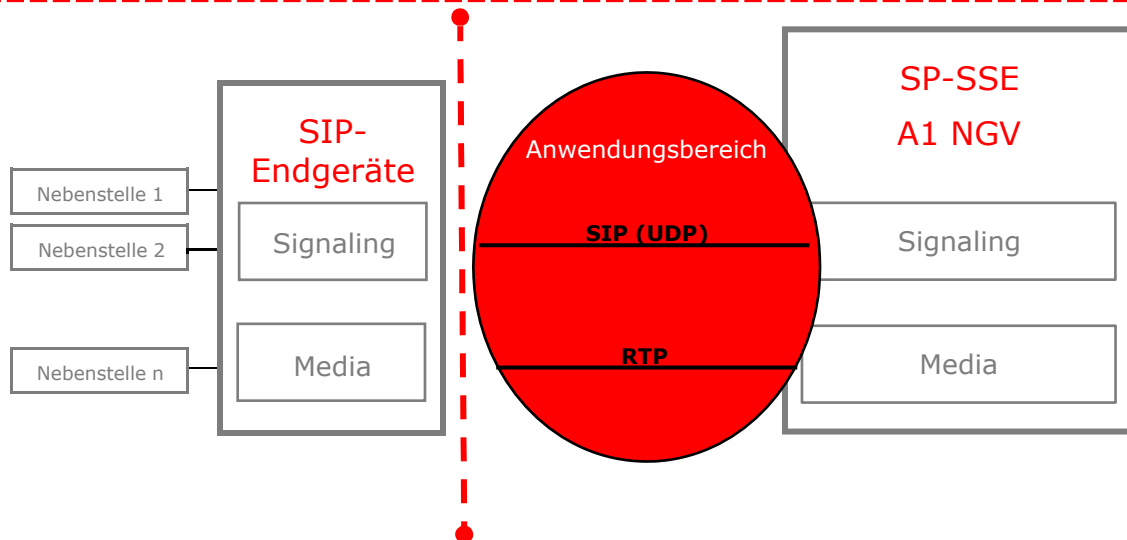 SP-SSE
A1 NGV
SIP-
Endgeräte
Anwendungsbereich
Nebenstelle 1
Nebenstelle 2
Signaling
SIP (UDP)
Signaling
Nebenstelle n
Media
RTP
Media